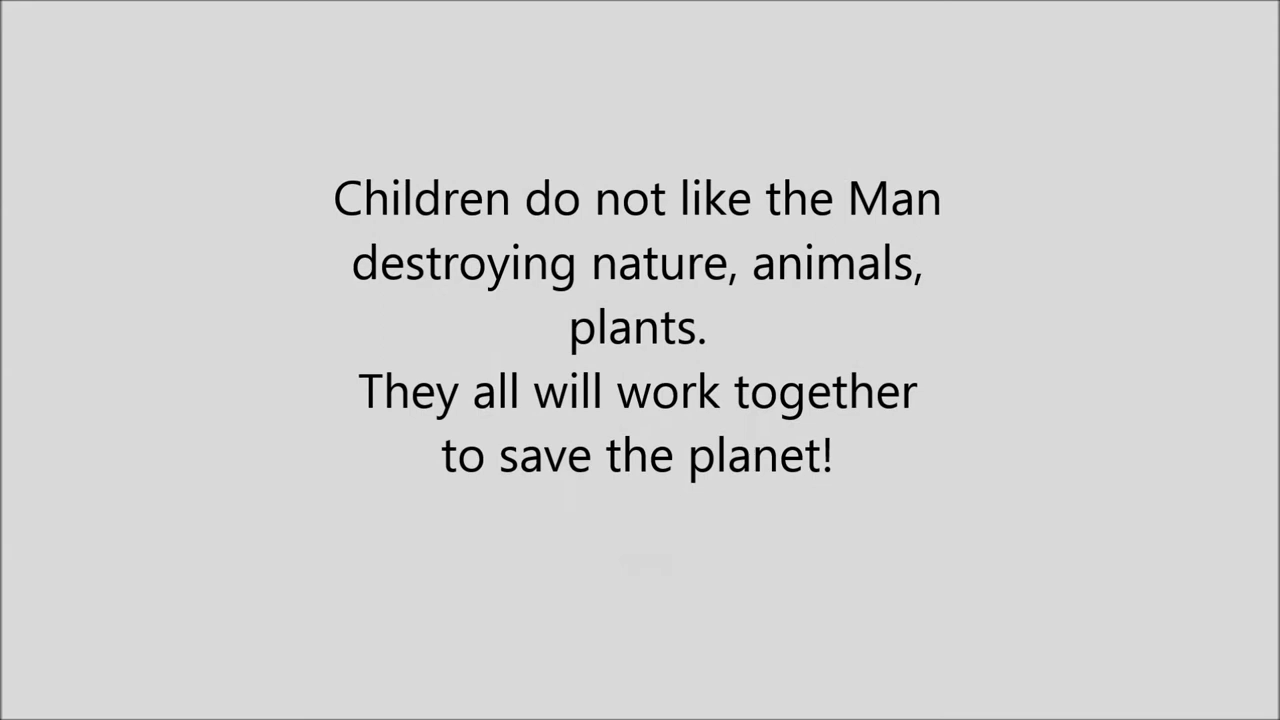 Children do not like the Man
destroying nature, animals,
plants.
They all will work together
to save the planet!